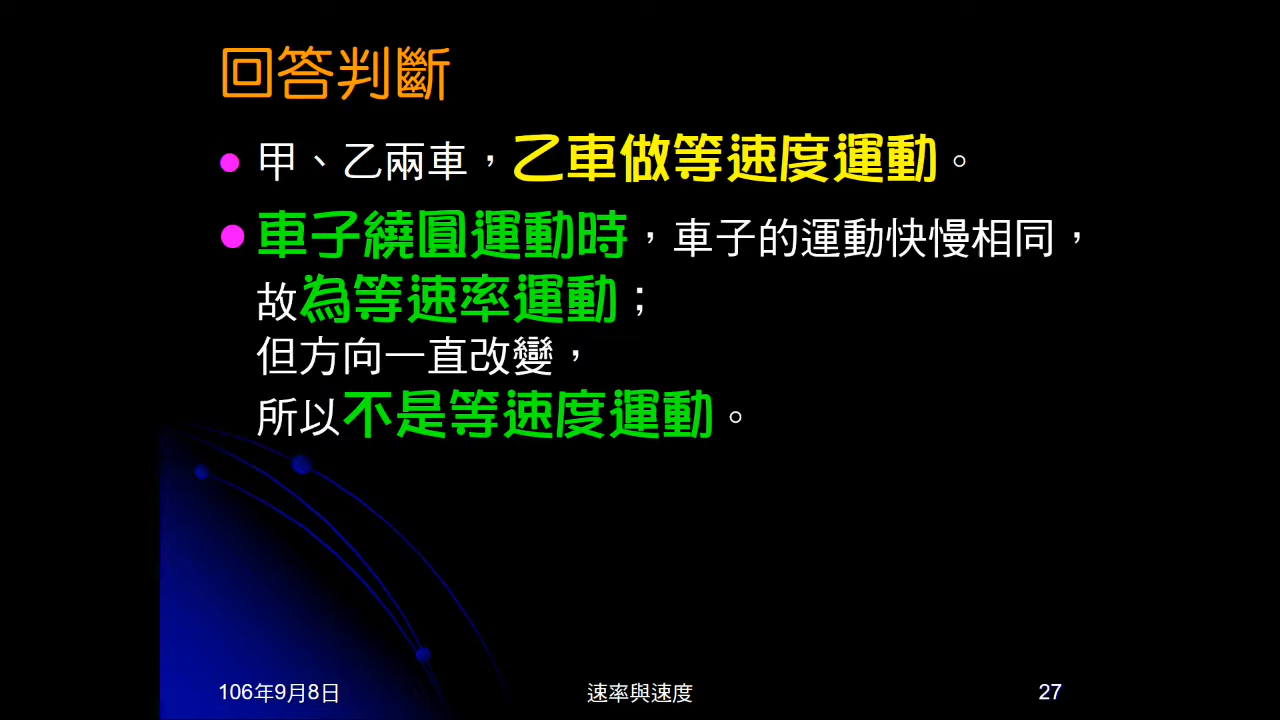 回答判斷
甲、乙兩車，乙車做等速度運動。
車子繞圓運動時，車子的運動快慢相同，
故為等速率運動；
但方向一直改變，
所以不是等速度運動。
106年9月8日
速率與速度
27